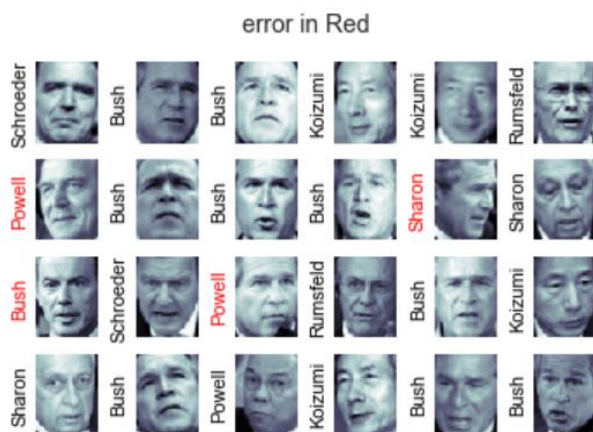 error in Red
Schroeder
Bush
Bush
Koizumi
Koizumi
Rumsfeld
Powell
Bush
Bush
Bush
Sharon
Sharon
Bush
Schroeder
Powell
Rumsfeld
Bush
Koizumi
Sharon
Bush
Powell
Koizumi
Bush
Bush